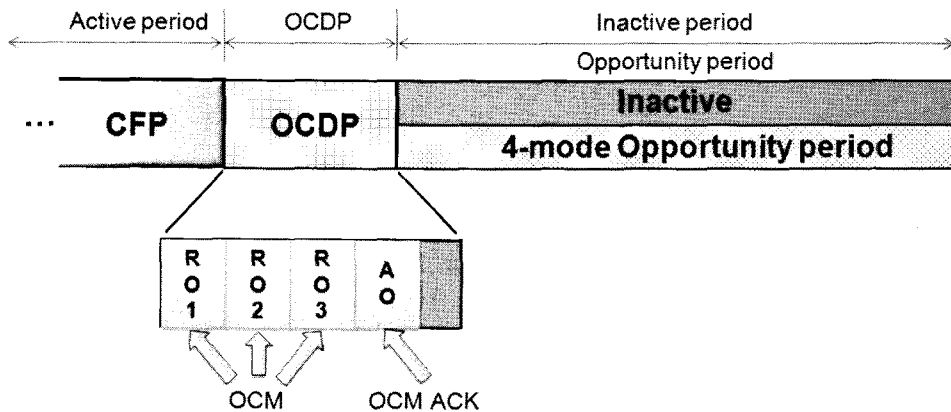 Active period OCDP Inactive period
Opportunity period
... CFP OCDP Inactive
4-mode Opportunity period
R O 1 R O 2 R O 3 A O
OCM OCM ACK